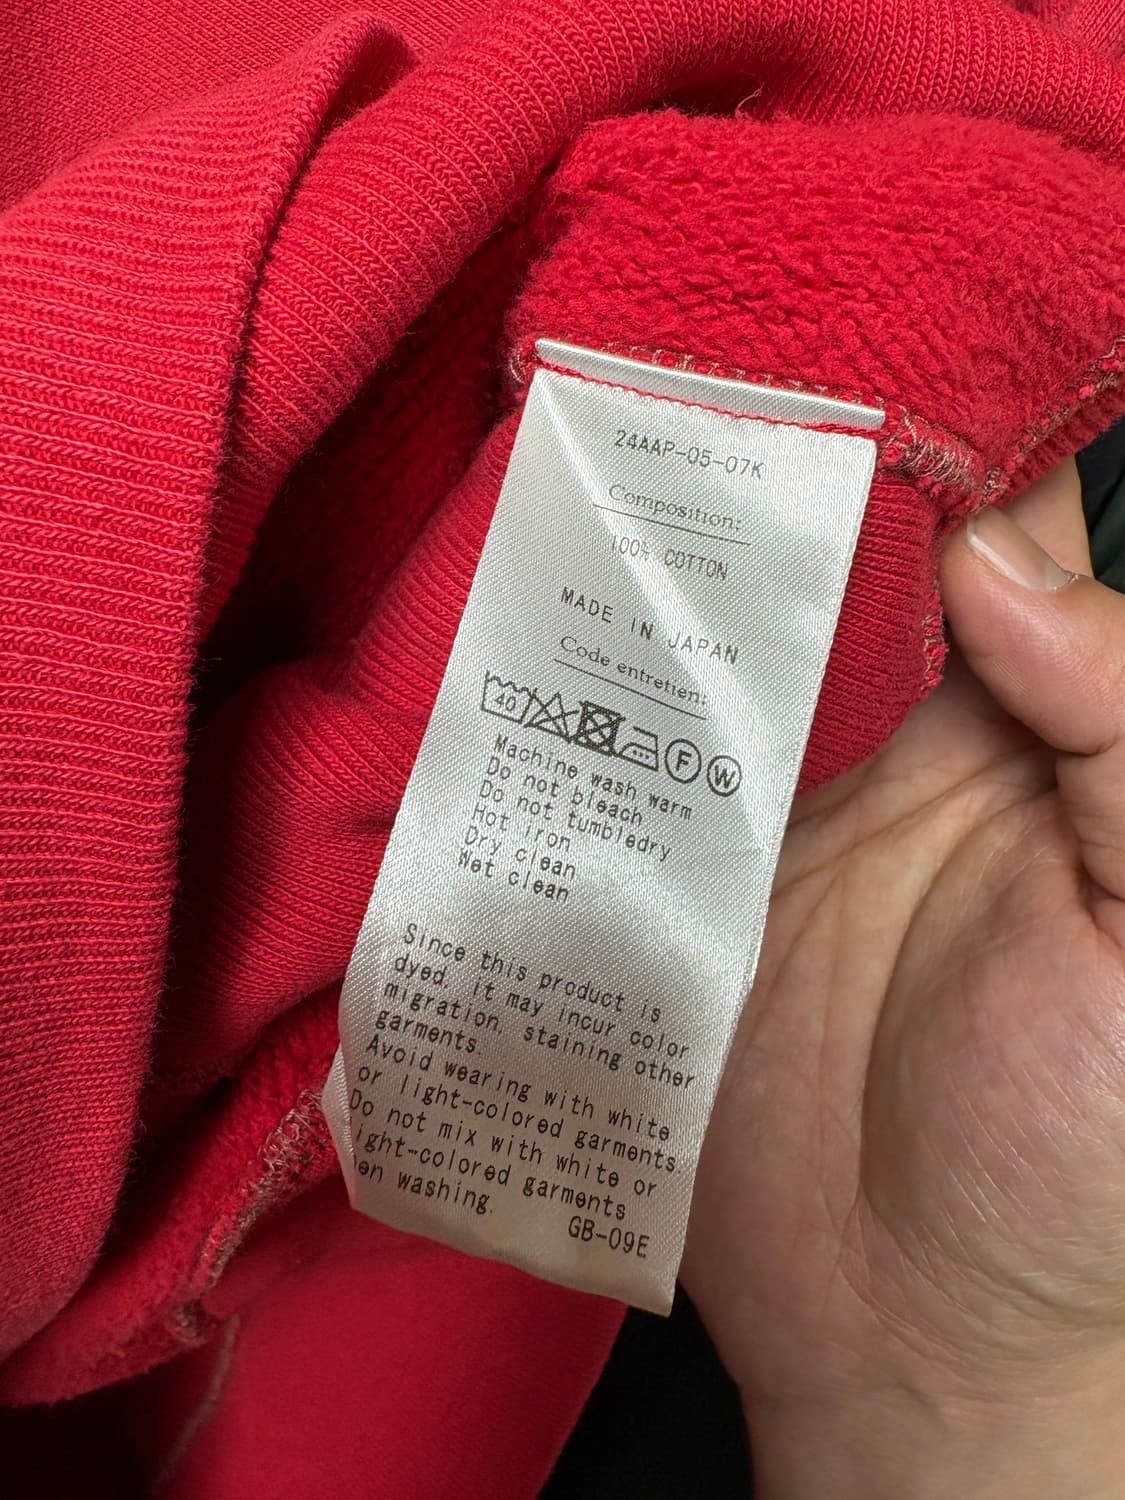 24AAP-05-07K
Composition:
100% COTTON
MADE IN JAPAN
Code entretien:
40 F W
Machine wash warm
Do not bleach
Do not tumbledry
Hot iron
Dry clean
Wet clean
Since this product is
dyed, it may incur color
migration, staining other
garments.
Avoid wearing with white
or light-colored garments
Do not mix with white or
ight-colored garments
en washing.
GB-09E